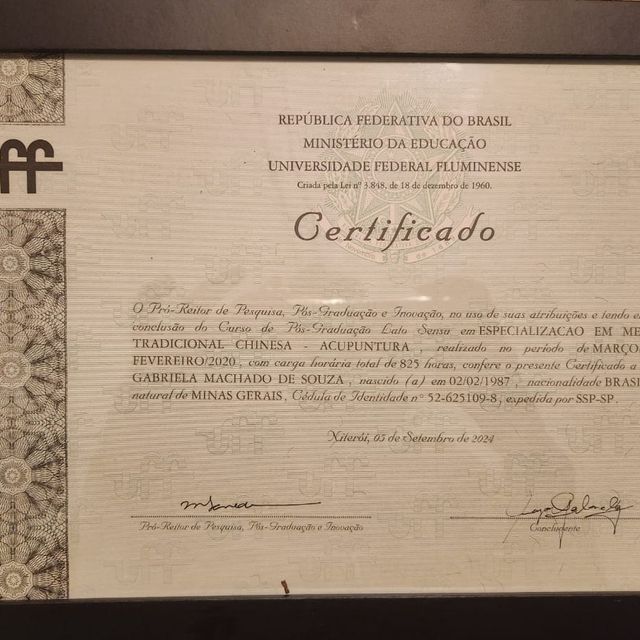 ff
REPÚBLICA FEDERATIVA DO BRASIL
MINISTÉRIO DA EDUCAÇÃO
UNIVERSIDADE FEDERAL FLUMINENSE
Criada pela Lei nº 3.848, de 18 de dezembro de 1960.
Certificado
O Pró-Reitor de Pesquisa, Pós-Graduação e Inovação, no uso de suas atribuições e tendo e
conclusão do Curso de Pós-Graduação Lato Sensu em ESPECIALIZACAO EM ME
TRADICIONAL CHINESA - ACUPUNTURA , realizado no período de MARÇO
FEVEREIRO/2020 , com carga horária total de 825 horas, confere o presente Certificado a
GABRIELA MACHADO DE SOUZA , nascido (a) em 02/02/1987 , nacionalidade BRAS
natural de MINAS GERAIS , Cédula de Identidade nº 52-625109-8 , expedida por SSP-SP .
Niterói, 05 de Setembro de 2024
Pró-Reitor de Pesquisa, Pós-Graduação e Inovação
Concluinte